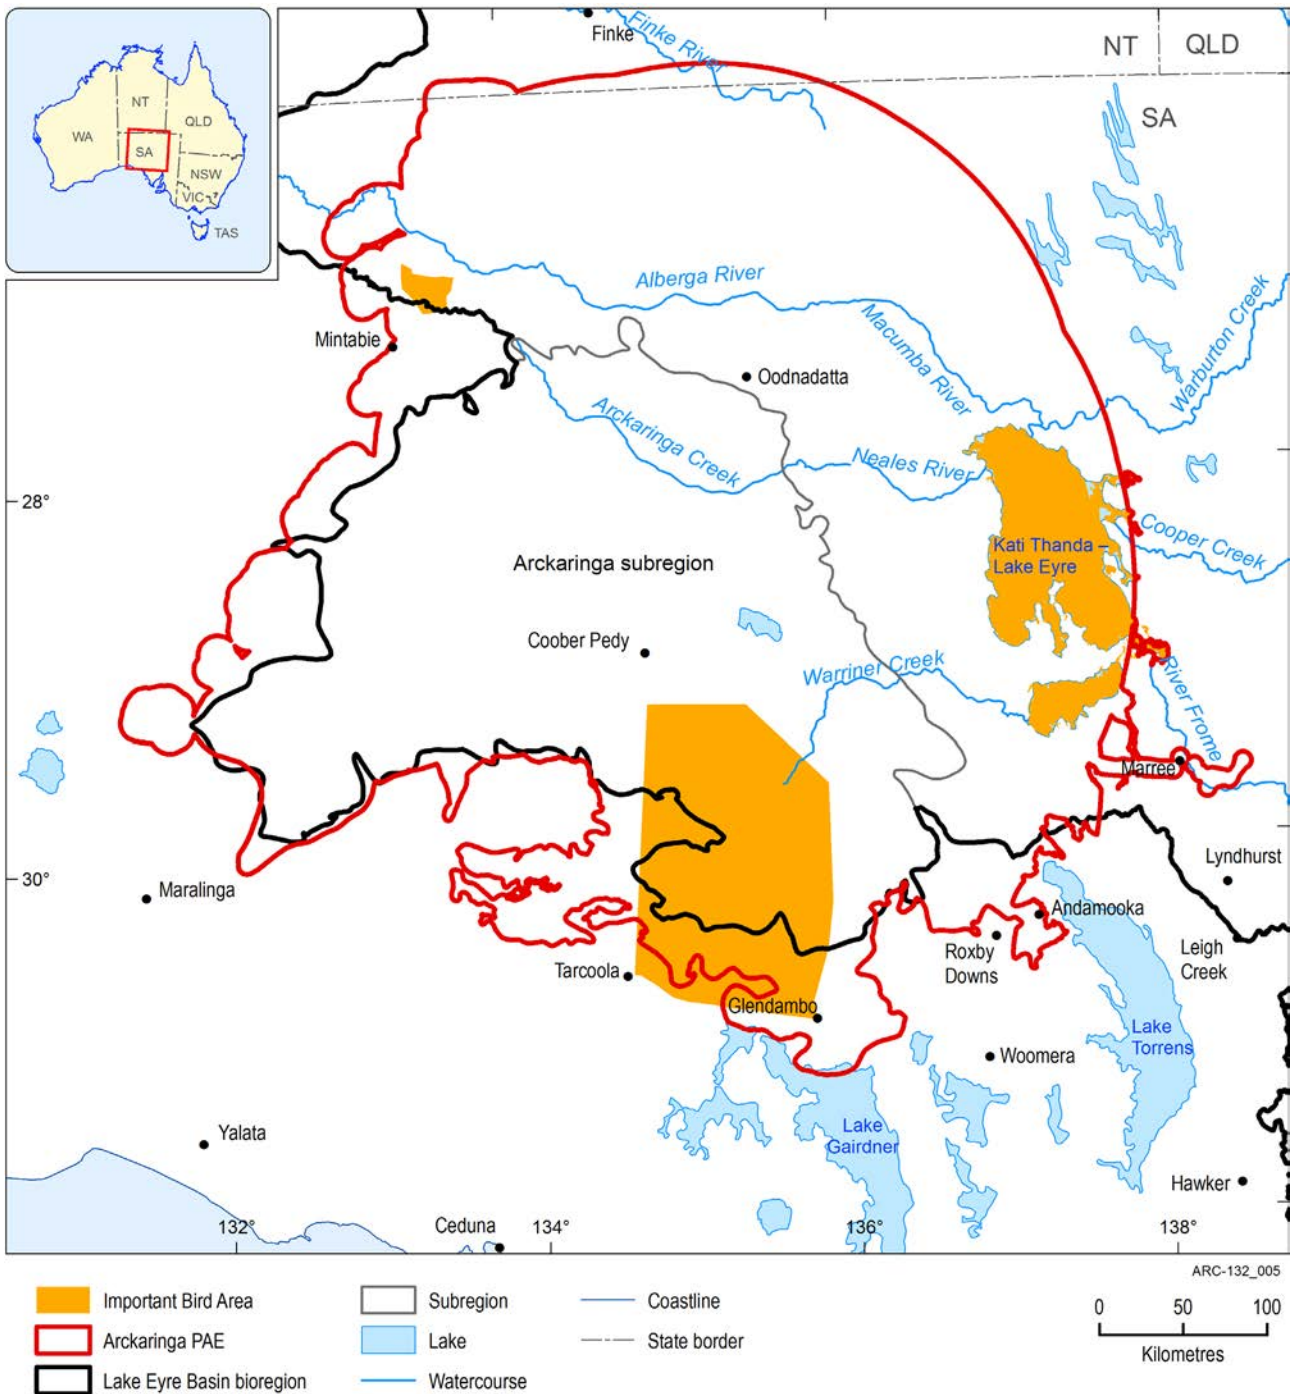 NT
QLD
WA
SA
NSW
VIC
TAS
Finke
Finke River
NT
QLD
SA
Alberga River
Macumba River
Warburton Creek
Mintabie
Oodnadatta
Arckaringa Creek
Neales River
28°
Cooper Creek
Kati Thanda –
Lake Eyre
Arckaringa subregion
Coober Pedy
Warriner Creek
River Frome
Marree
Lyndhurst
30°
Maralinga
Andamooka
Roxby
Downs
Leigh
Creek
Tarcoola
Glendambo
Lake
Torrens
Woomera
Lake
Gairdner
Yalata
Hawker
Ceduna
132°
134°
136°
138°
ARC-132_005
Important Bird Area
Arckaringa PAE
Lake Eyre Basin bioregion
Subregion
Lake
Watercourse
Coastline
State border
0 50 100
Kilometres